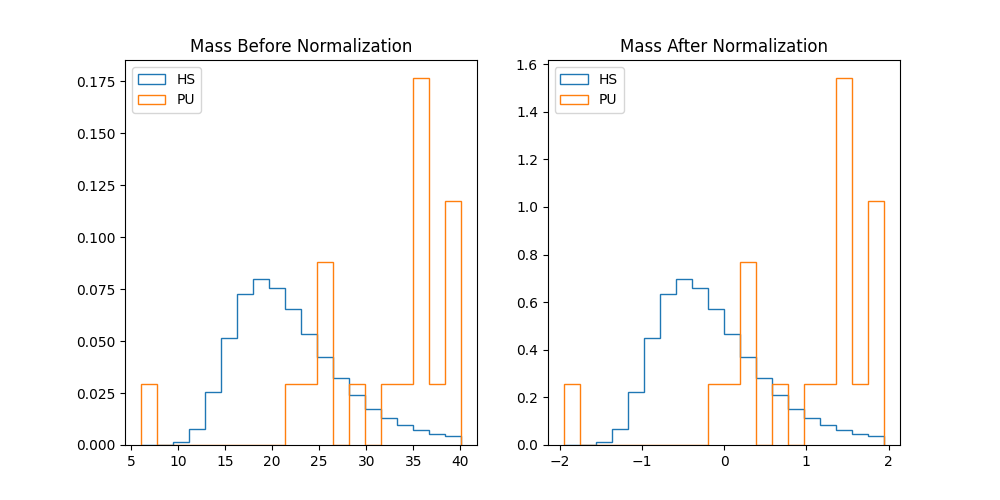 Mass Before Normalization
HS
PU
0.175
0.150
0.125
0.100
0.075
0.050
0.025
0.000
5 10 15 20 25 30 35 40
Mass After Normalization
HS
PU
1.6
1.4
1.2
1.0
0.8
0.6
0.4
0.2
0.0
−2 −1 0 1 2